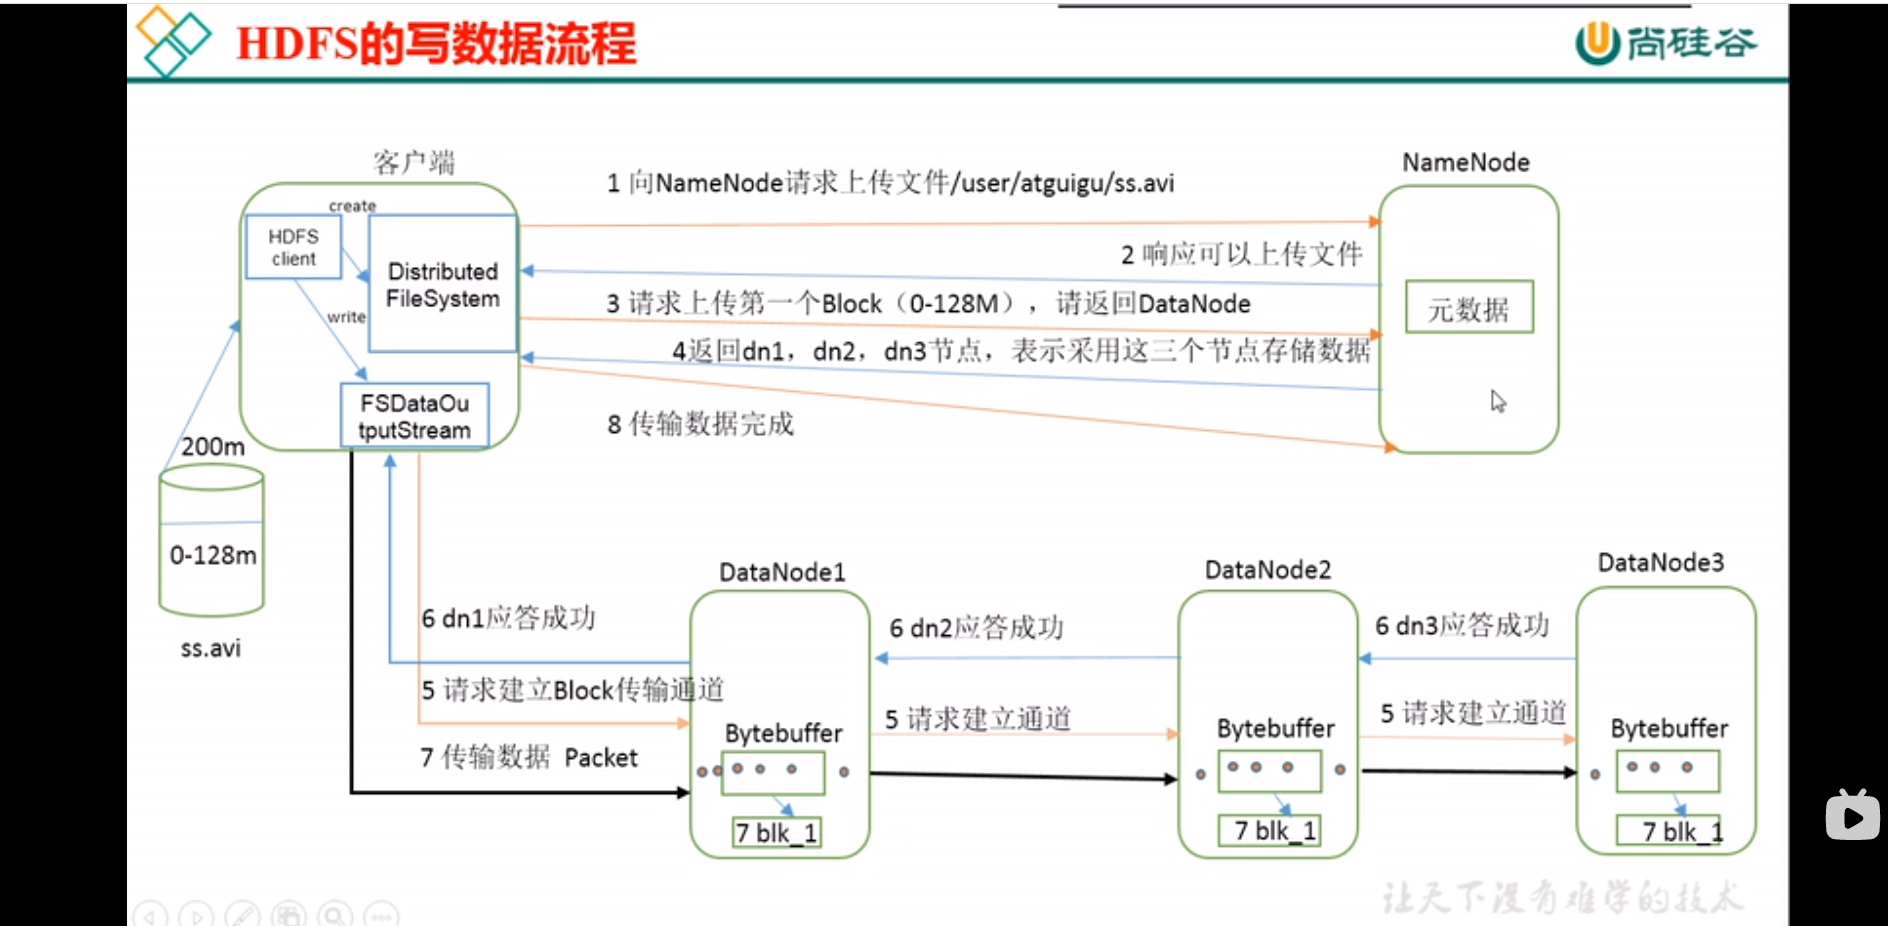 HDFS的写数据流程
尚硅谷
客户端
NameNode
1 向NameNode请求上传文件/user/atguigu/ss.avi
create
HDFS
client
Distributed
FileSystem
2 响应可以上传文件
3 请求上传第一个Block（0-128M），请返回DataNode
元数据
write
4返回dn1，dn2，dn3节点，表示采用这三个节点存储数据
FSDataOu
tputStream
8 传输数据完成
200m
0-128m
ss.avi
DataNode1
DataNode2
DataNode3
6 dn1应答成功
6 dn2应答成功
6 dn3应答成功
5 请求建立Block传输通道
5 请求建立通道
5 请求建立通道
Bytebuffer
Bytebuffer
Bytebuffer
7 传输数据 Packet
7 blk_1
7 blk_1
7 blk_1
让天下没有难学的技术